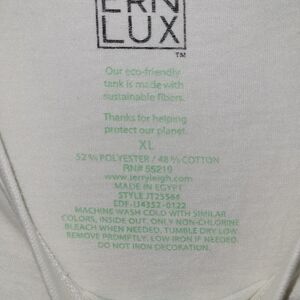 ERN
LUX
TM
Our eco-friendly
tank is made with
sustainable fibers.
Thanks for helping
protect our planet.
XL
52% POLYESTER / 48% COTTON
RN# 55219
www.jerryleigh.com
MADE IN EGYPT
STYLE JT25564
MACHINE WASH COLD WITH SIMILAR
COLORS, INSIDE OUT. ONLY NON-CHLORINE
BLEACH WHEN NEEDED. TUMBLE DRY LOW
REMOVE PROMPTLY. LOW IRON IF NEEDED
DO NOT IRON DECORATION.